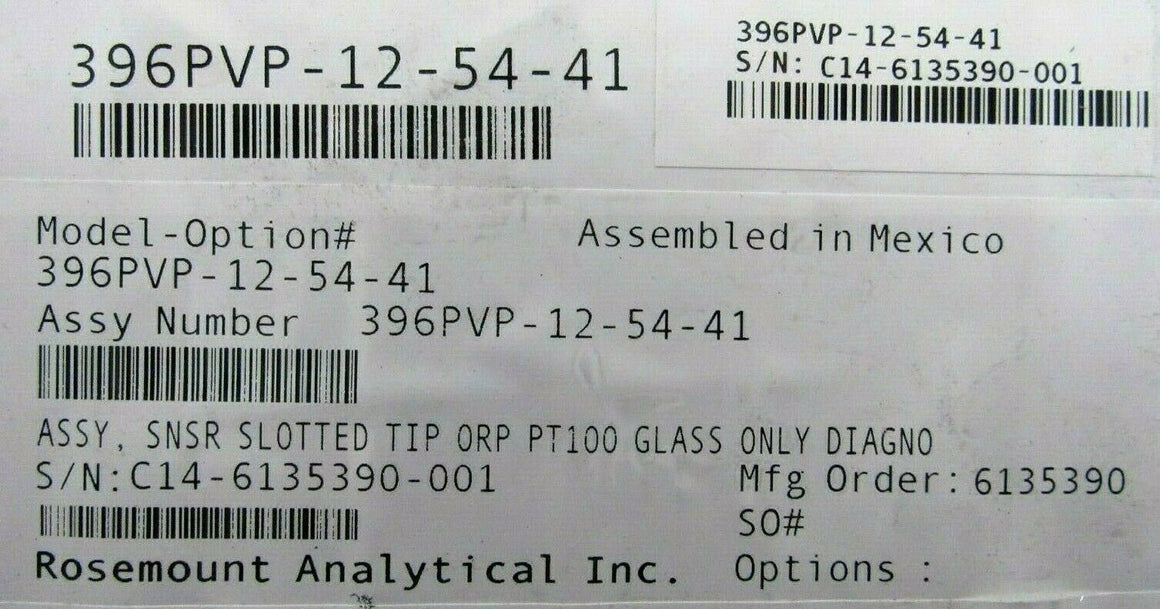 396PVP-12-54-41
396PVP-12-54-41
S/N: C14-6135390-001
Model-Option#
Assembled in Mexico
396PVP-12-54-41
Assy Number 396PVP-12-54-41
ASSY, SNSR SLOTTED TIP ORP PT100 GLASS ONLY DIAGNO
S/N:C14-6135390-001
Mfg Order: 6135390
SO#
Rosemount Analytical Inc.
Options :